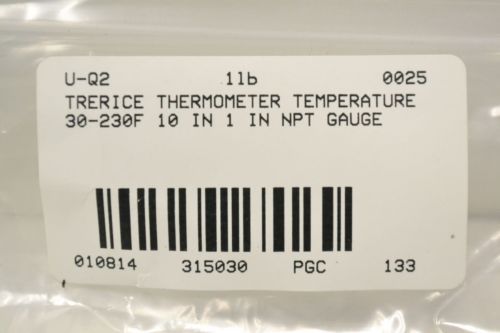 U-Q2 1lb 0025
TRERICE THERMOMETER TEMPERATURE
30-230F 10 IN 1 IN NPT GAUGE
010814 315030 PGC 133